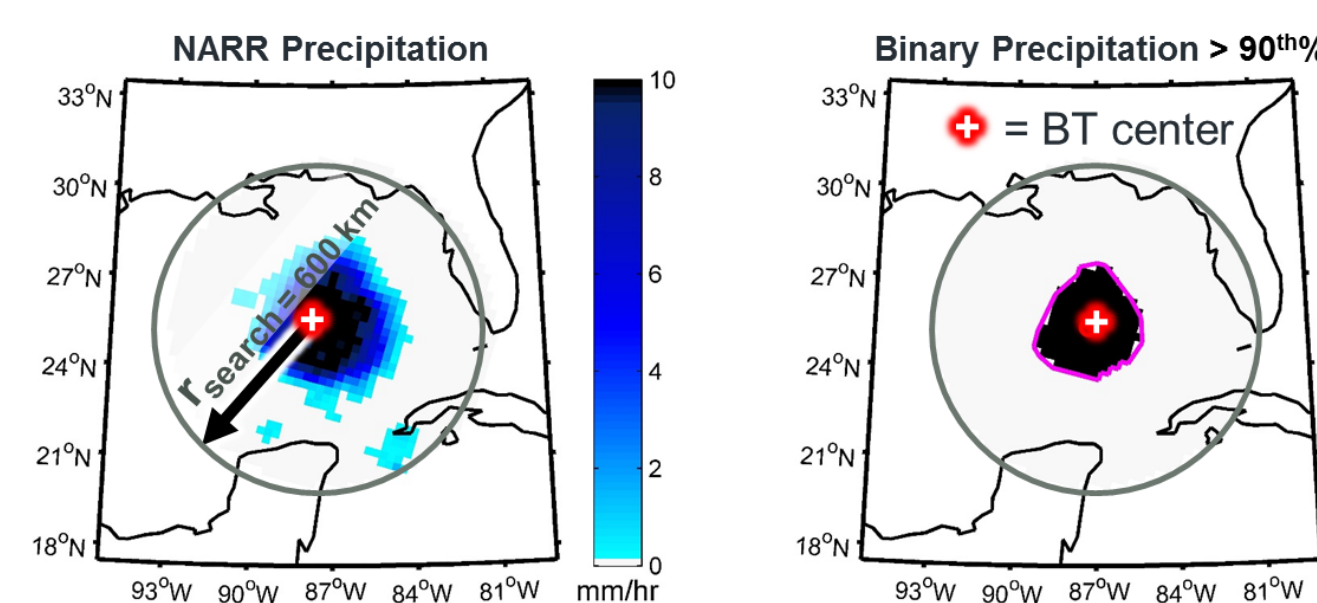 NARR Precipitation
33°N
30°N
27°N
24°N
21°N
18°N
93°W 90°W 87°W 84°W 81°W
r search = 600 km
10
8
6
4
2
0
mm/hr
Binary Precipitation > 90th%
= BT center
33°N
30°N
27°N
24°N
21°N
18°N
93°W 90°W 87°W 84°W 81°W